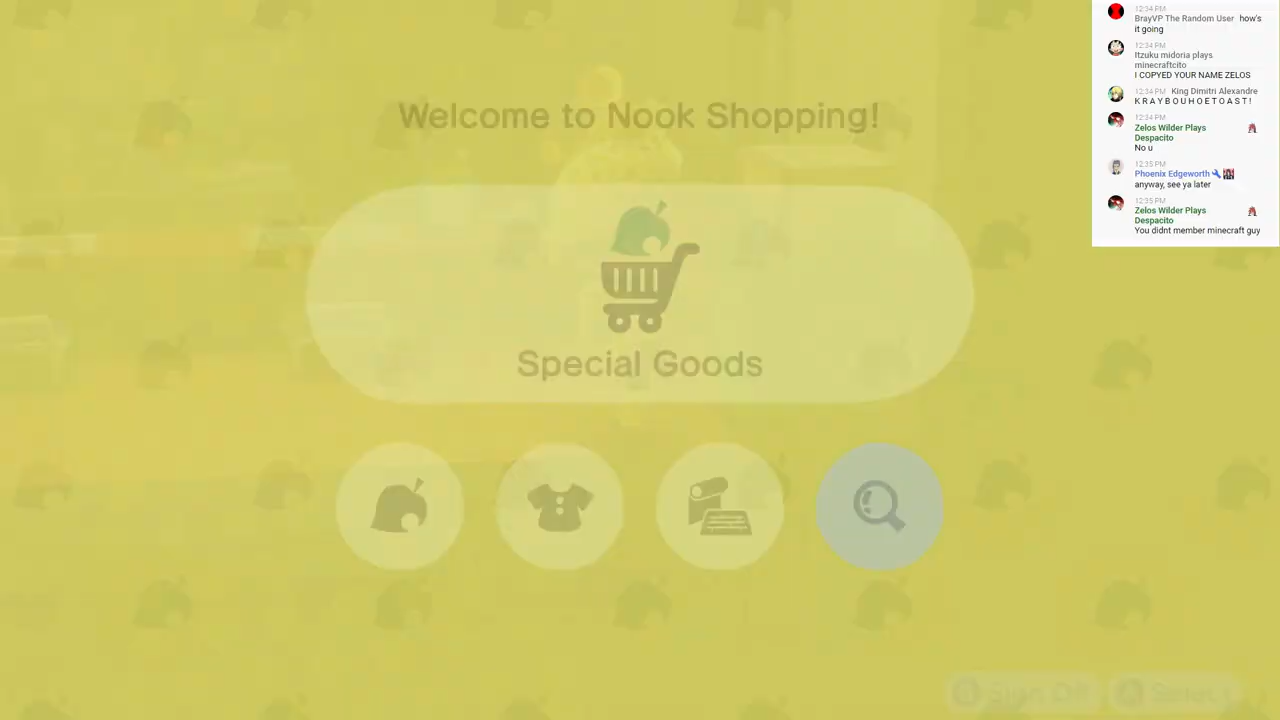 Welcome to Nook Shopping!
Special Goods
Sign Off
Select
12:34 PM
BrayVP The Random User how's
it going
12:34 PM
Itzuku midoria plays
minecraftcito
I COPYED YOUR NAME ZELOS
12:34 PM King Dimitri Alexandre
K R A Y B O U H O E T O A S T !
12:34 PM
Zelos Wilder Plays
Despacito
No u
12:35 PM
Phoenix Edgeworth
anyway, see ya later
12:35 PM
Zelos Wilder Plays
Despacito
You didnt member minecraft guy